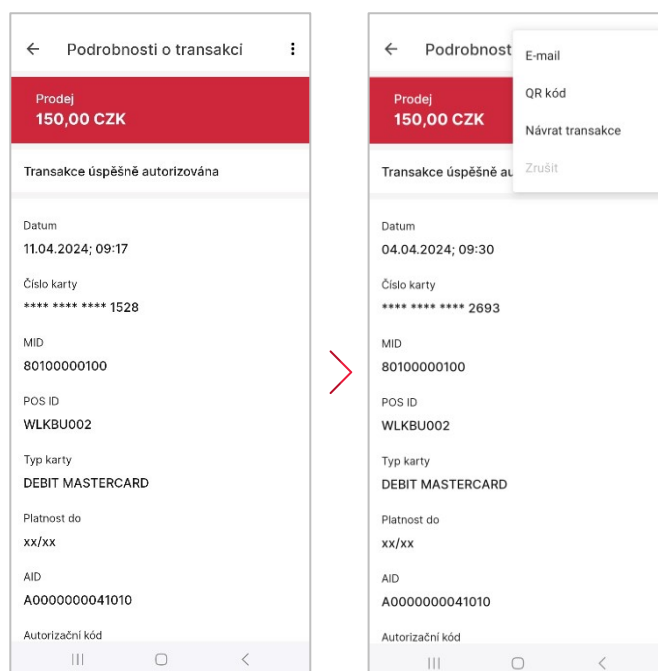 Podrobnosti o transakci
Prodej
150,00 CZK
Transakce úspěšně autorizována
Datum
11.04.2024; 09:17
Číslo karty
**** **** **** 1528
MID
80100000100
POS ID
WLKBU002
Typ karty
DEBIT MASTERCARD
Platnost do
xx/xx
AID
A0000000041010
Autorizační kód
Podrobnost
E-mail
QR kód
Návrat transakce
Zrušit
Prodej
150,00 CZK
Transakce úspěšně au
Datum
04.04.2024; 09:30
Číslo karty
**** **** **** 2693
MID
80100000100
POS ID
WLKBU002
Typ karty
DEBIT MASTERCARD
Platnost do
xx/xx
AID
A0000000041010
Autorizační kód